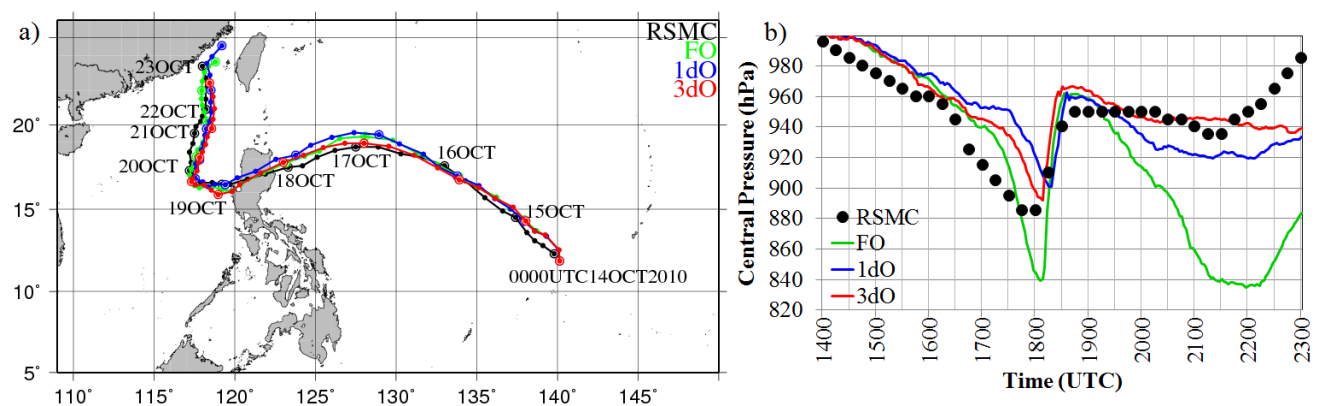 a)
RSMC
FO
1dO
3dO
23OCT
22OCT
21OCT
20OCT
19OCT
18OCT
17OCT
16OCT
15OCT
0000UTC14OCT2010
20°
15°
10°
5°
110° 115° 120° 125° 130° 135° 140° 145°
b)
Central Pressure (hPa)
980
960
940
920
900
880
860
840
820
RSMC
FO
1dO
3dO
1400 1500 1600 1700 1800 1900 2000 2100 2200 2300
Time (UTC)